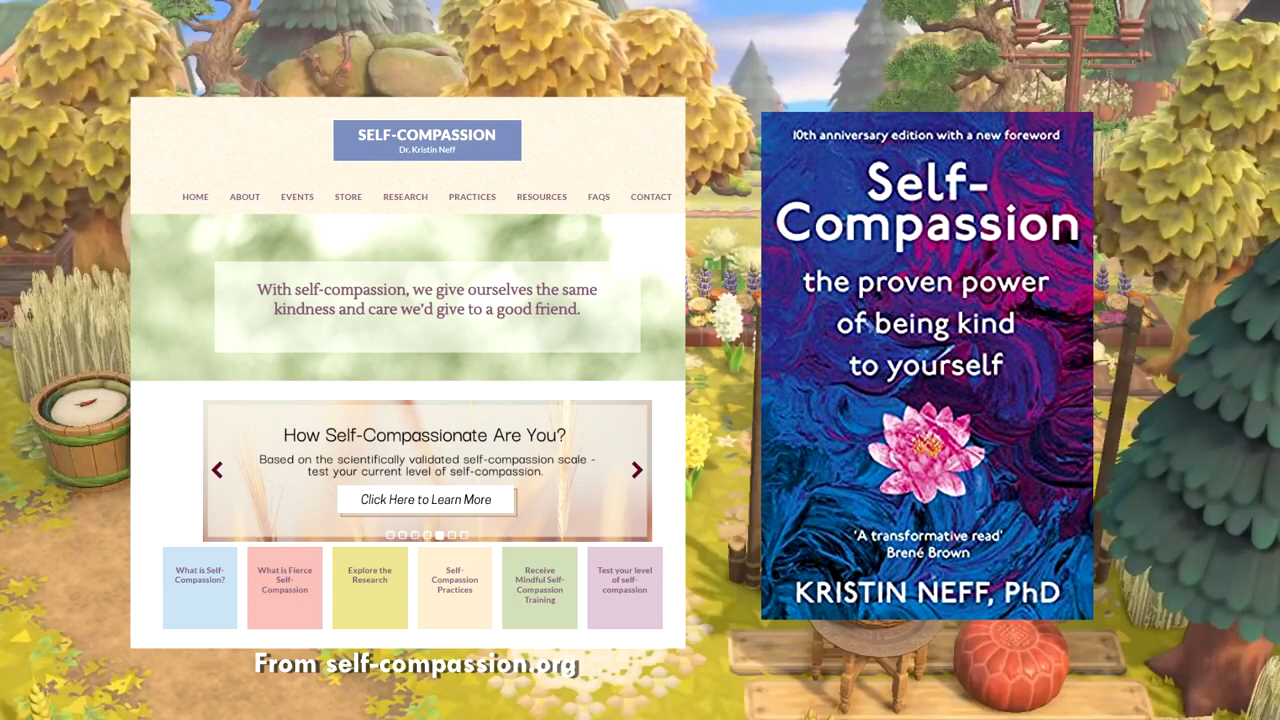 SELF-COMPASSION
Dr. Kristin Neff
HOME ABOUT EVENTS STORE RESEARCH PRACTICES RESOURCES FAQS CONTACT
With self-compassion, we give ourselves the same
kindness and care we'd give to a good friend.
How Self-Compassionate Are You?
Based on the scientifically validated self-compassion scale -
test your current level of self-compassion.
Click Here to Learn More
What is Self-
Compassion?
What is Fierce
Self-
Compassion
Explore the
Research
Self-
Compassion
Practices
Receive
Mindful Self-
Compassion
Training
Test your level
of self-
compassion
From self-compassion.org
10th anniversary edition with a new foreword
Self-
Compassion
the proven power
of being kind
to yourself
'A transformative read'
Brené Brown
KRISTIN NEFF, PhD